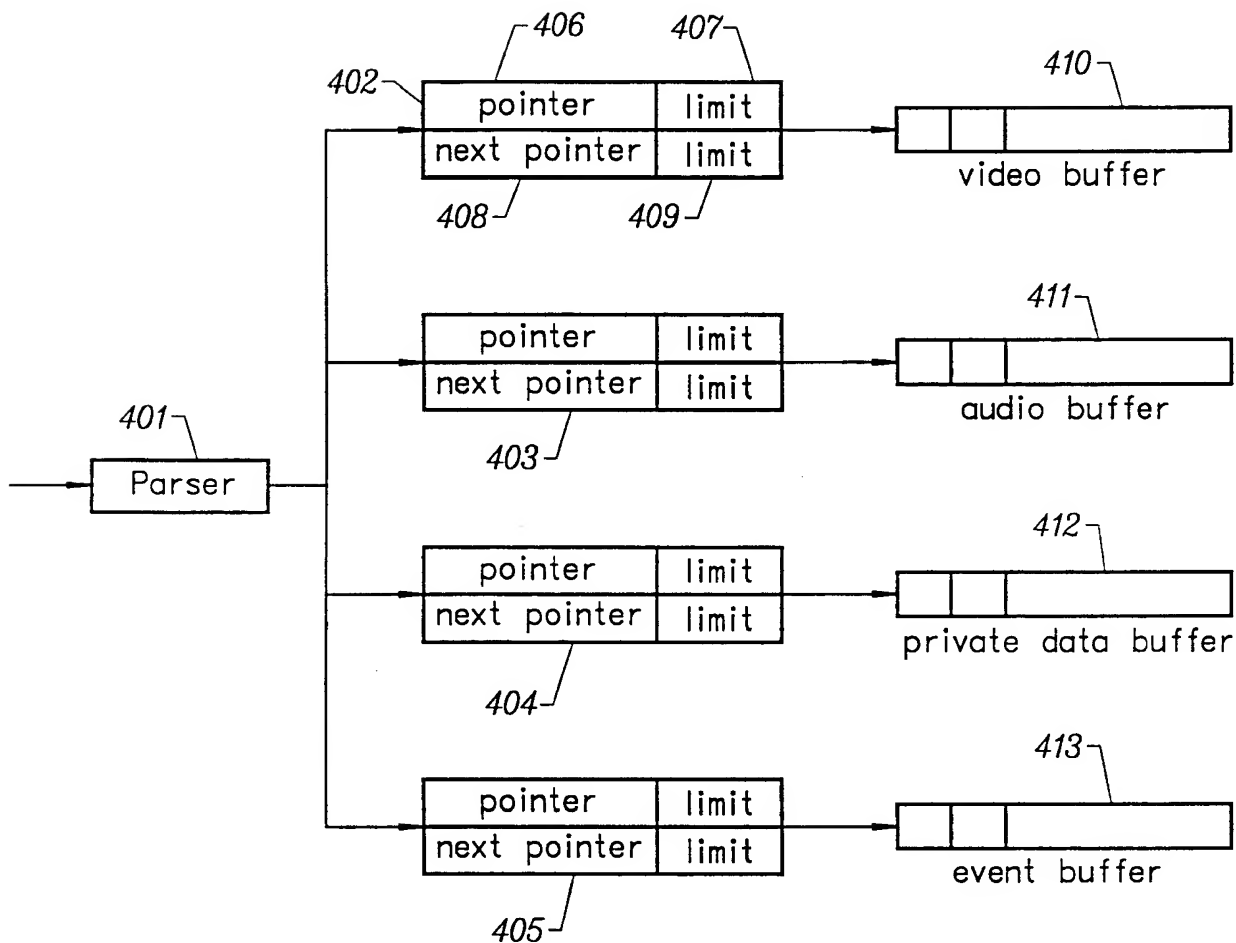 406
407
402
410
pointer limit
next pointer limit
video buffer
408
409
411
pointer limit
next pointer limit
audio buffer
403
401
Parser
412
pointer limit
next pointer limit
private data buffer
404
413
pointer limit
next pointer limit
event buffer
405